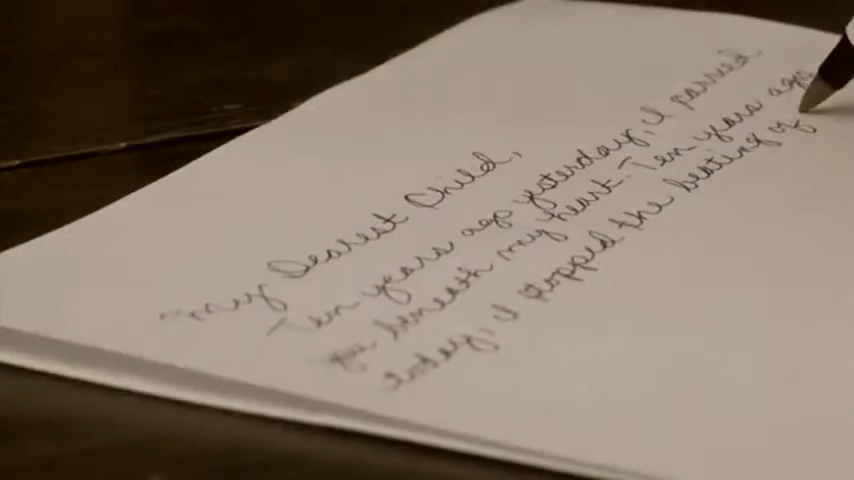 My Dearest Child,
Ten years ago yesterday, I carried
you beneath my heart. Ten years ago
today, I stopped the beating of